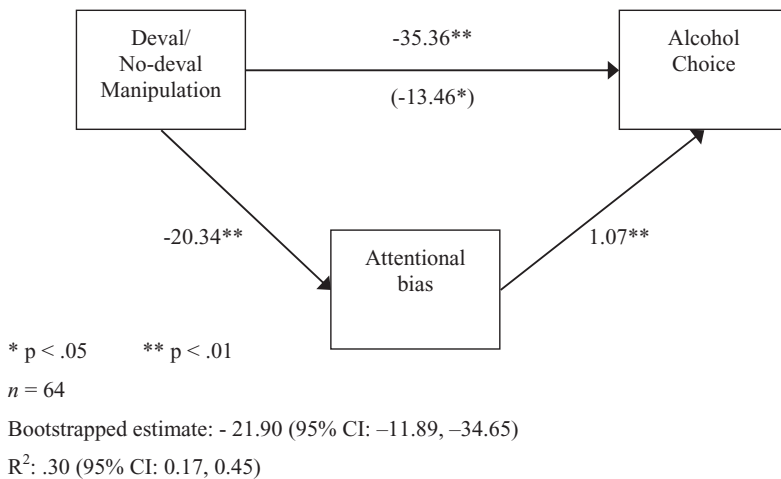 Deval/
No-deval
Manipulation
-35.36**
(-13.46*)
Alcohol
Choice
-20.34**
1.07**
Attentional
bias
* p < .05 ** p < .01
n = 64
Bootstrapped estimate: - 21.90 (95% CI: –11.89, –34.65)
R²: .30 (95% CI: 0.17, 0.45)